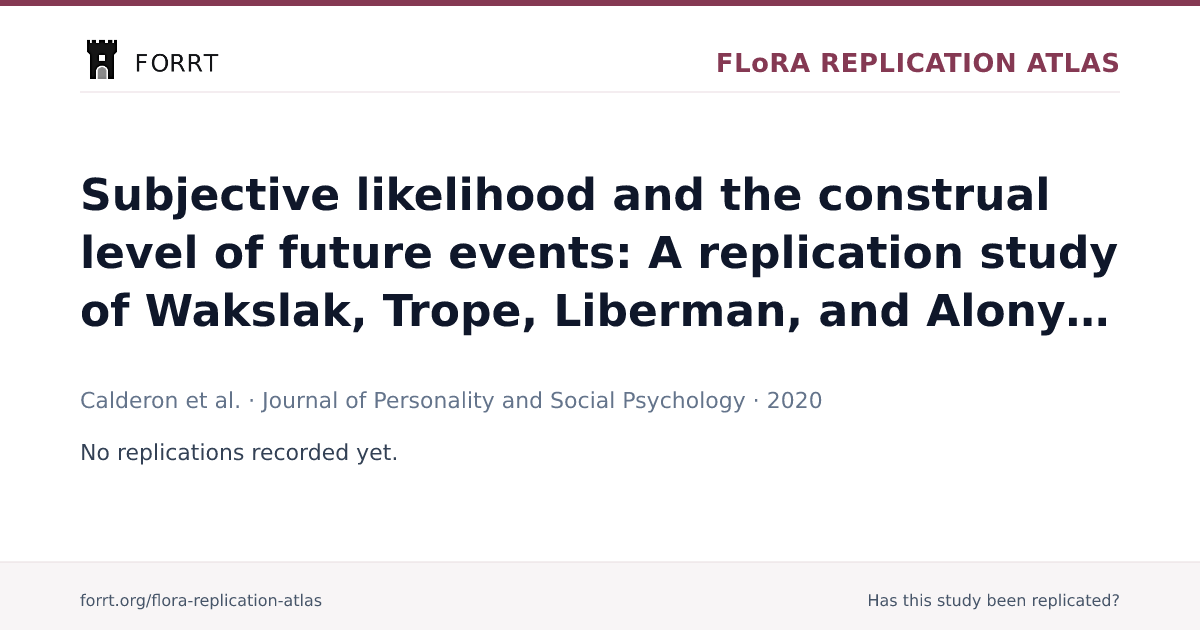 FORRT
FLoRA REPLICATION ATLAS
Subjective likelihood and the construal
level of future events: A replication study
of Wakslak, Trope, Liberman, and Alony…
Calderon et al. · Journal of Personality and Social Psychology · 2020
No replications recorded yet.
forrt.org/flora-replication-atlas
Has this study been replicated?